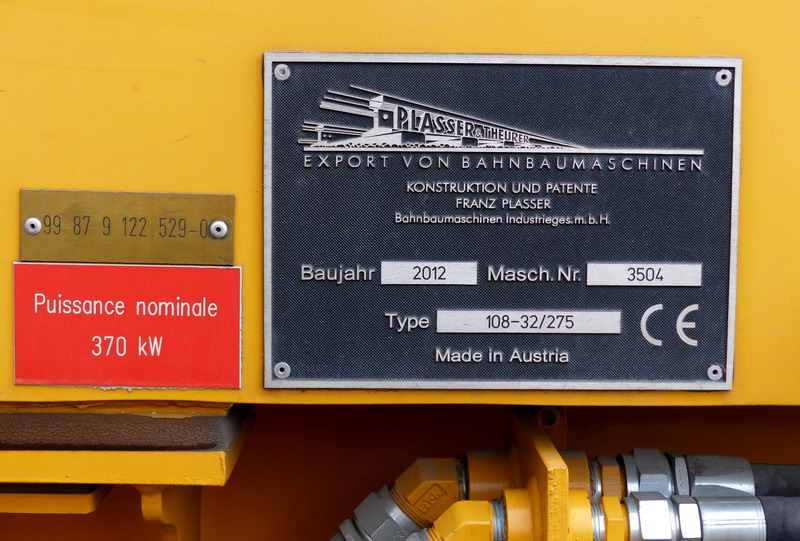 99 87 9 122 529-0
Puissance nominale
370 kW
PLASSER & THEURER
EXPORT VON BAHNBAUMASCHINEN
KONSTRUKTION UND PATENTE
FRANZ PLASSER
Bahnbaumaschinen Industrieges.m.b.H.
Baujahr 2012 Masch. Nr. 3504
Type 108-32/275 CE
Made in Austria